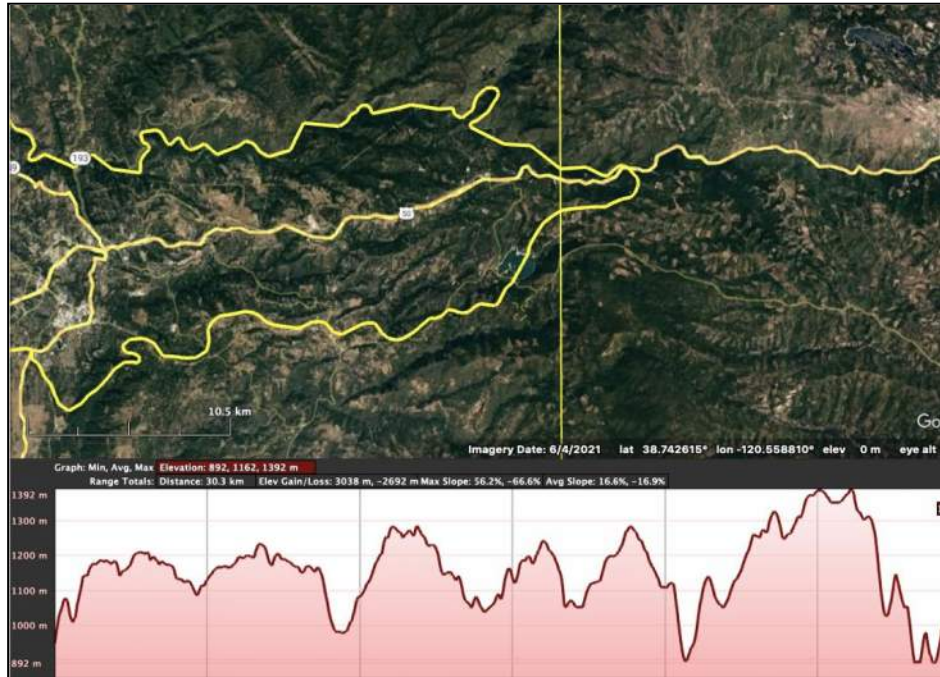 193
50
10.5 km
Goo
Imagery Date: 6/4/2021 lat 38.742615° lon -120.558810° elev 0 m eye alt
Graph: Min, Avg, Max Elevation: 892, 1162, 1392 m
Range Totals: Distance: 30.3 km Elev Gain/Loss: 3038 m, -2692 m Max Slope: 56.2%, -66.6% Avg Slope: 16.6%, -16.9%
1392 m
1300 m
1200 m
1100 m
1000 m
892 m